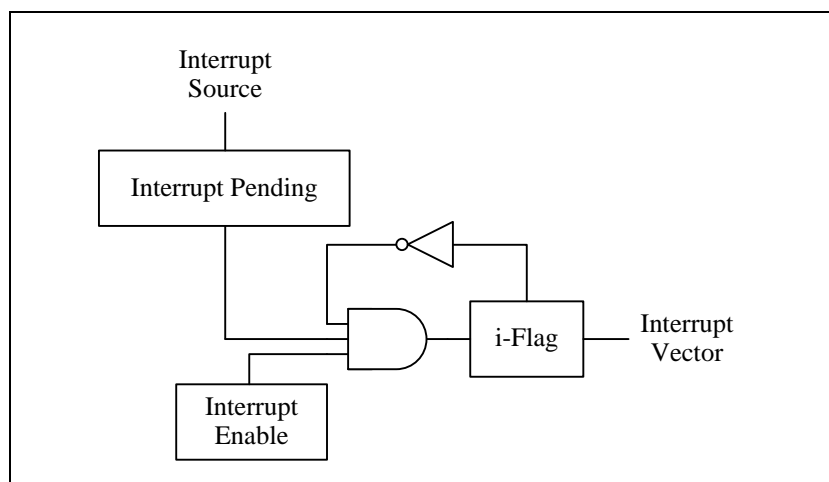 Interrupt
Source
Interrupt Pending
i-Flag
Interrupt
Vector
Interrupt
Enable